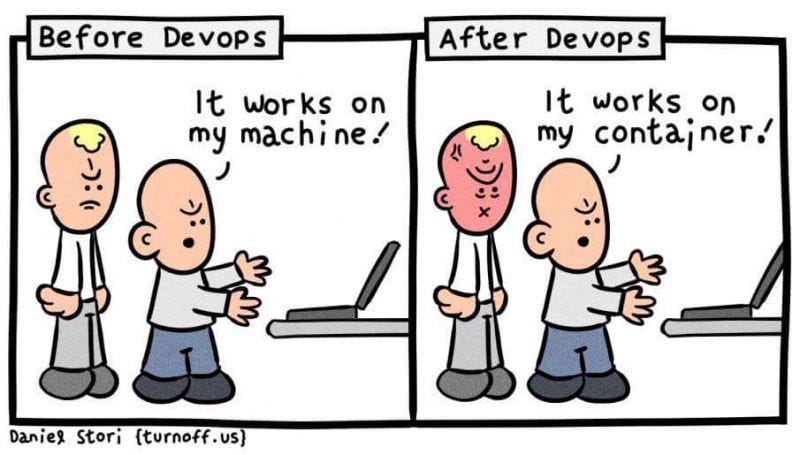 Before Devops
It works on
my machine!
After Devops
It works on
my container!
Daniel Stori {turnoff.us}